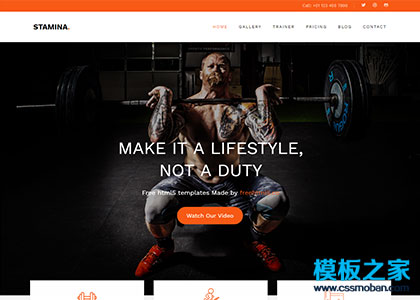 Call: +01 123 456 7890
STAMINA.
HOME GALLERY TRAINER PRICING BLOG CONTACT
MAKE IT A LIFESTYLE,
NOT A DUTY
Free html5 templates Made by
Watch Our Video
模板之家
www.cssmoban.com